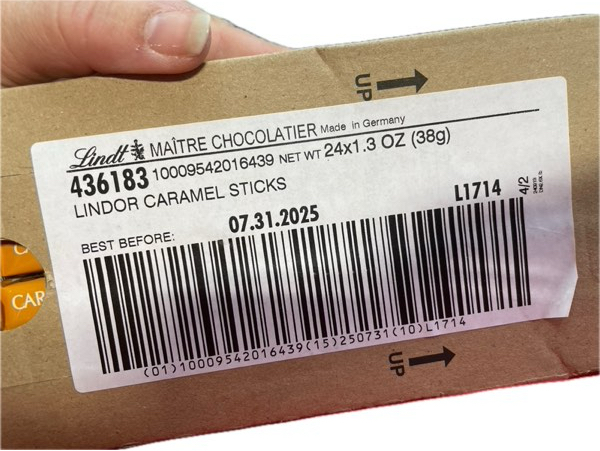 UP
Lindt MAÎTRE CHOCOLATIER Made in Germany
436183 10009542016439 NET WT 24x1.3 OZ (38g)
LINDOR CARAMEL STICKS
BEST BEFORE: 07.31.2025 L1714 4/2
(01)10009542016439(15)250731(10)L1714
CAR
UP